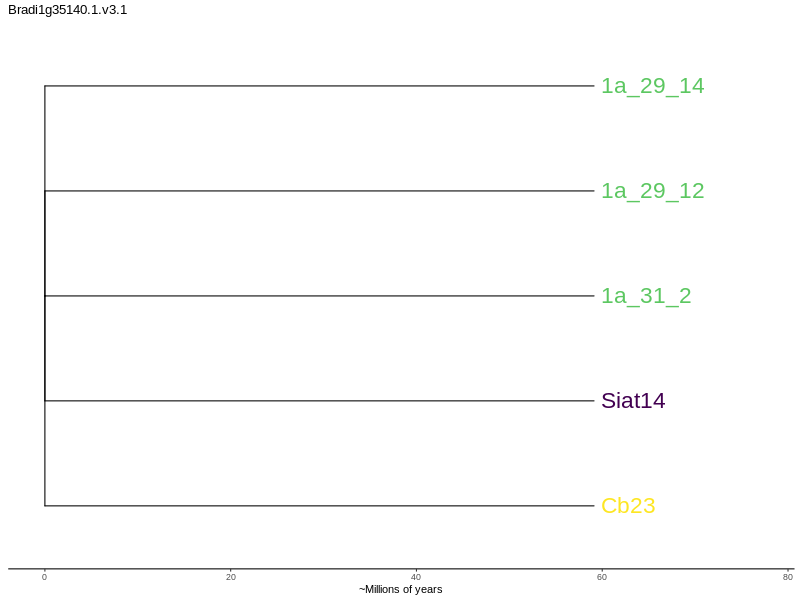 Bradi1g35140.1.v3.1
1a_29_14
1a_29_12
1a_31_2
Siat14
Cb23
0 20 40 60 80
~Millions of years